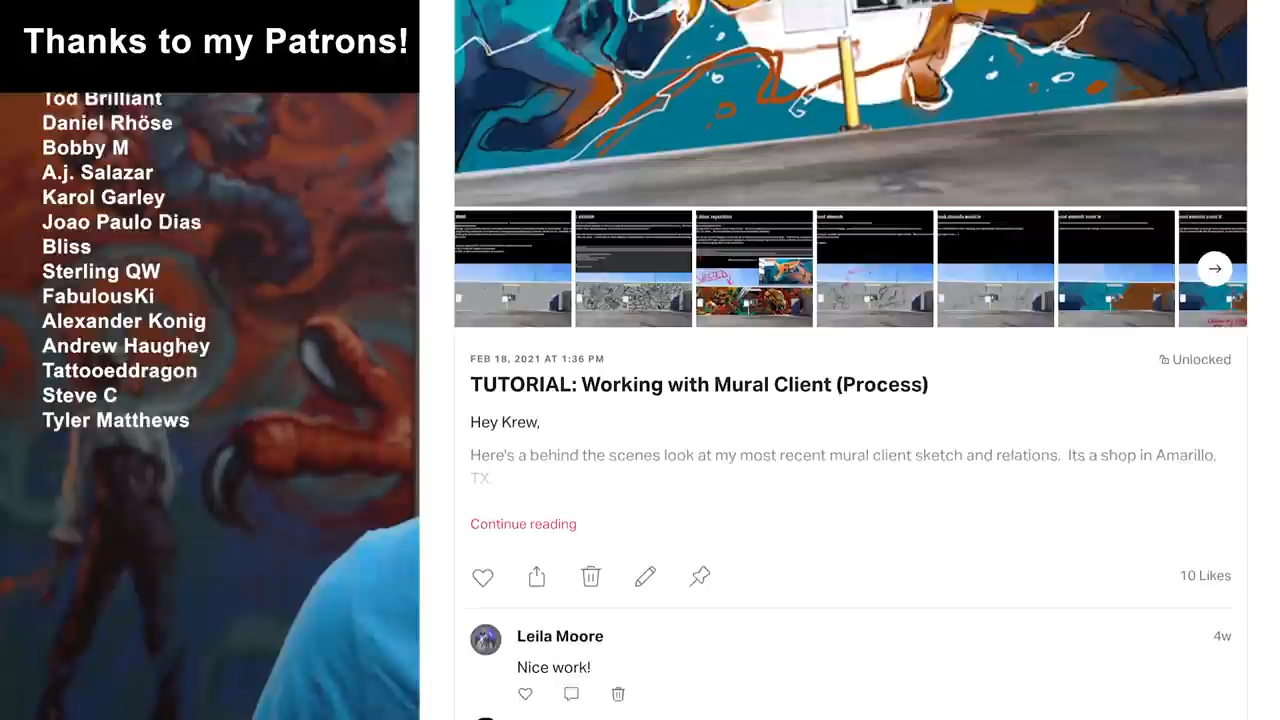 Thanks to my Patrons!
Tod Brilliant
Daniel Rhöse
Bobby M
A.j. Salazar
Karol Garley
Joao Paulo Dias
Bliss
Sterling QW
FabulousKi
Alexander Konig
Andrew Haughey
Tattooeddragon
Steve C
Tyler Matthews
FEB 18, 2021 AT 1:36 PM
Unlocked
TUTORIAL: Working with Mural Client (Process)
Hey Krew,
Here's a behind the scenes look at my most recent mural client sketch and relations. Its a shop in Amarillo,
TX.
Continue reading
10 Likes
Leila Moore
4w
Nice work!